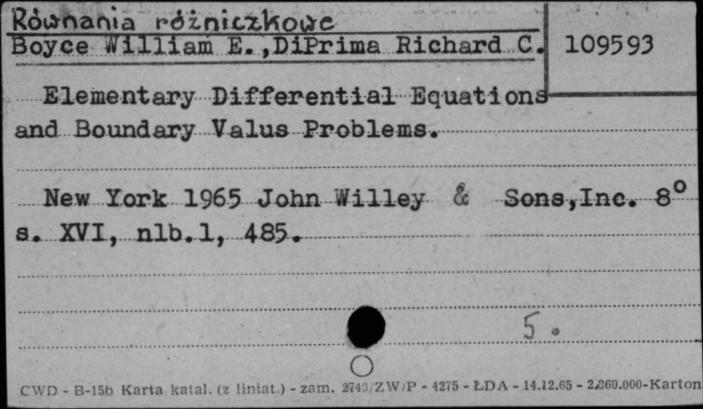 Równania różniczkowe
Boyce William E.,DiPrima Richard C.
109593
Elementary Differential Equations
and Boundary Valus Problems.
New York 1965 John Willey & Sons,Inc. 8°
s. XVI, nlb.1, 485.
5.
CWD - B-15b Karta katal. (z liniat.) - zam. 2743/ZW/P - 4275 - ŁDA - 14.12.65 - 2.860.000-Karton